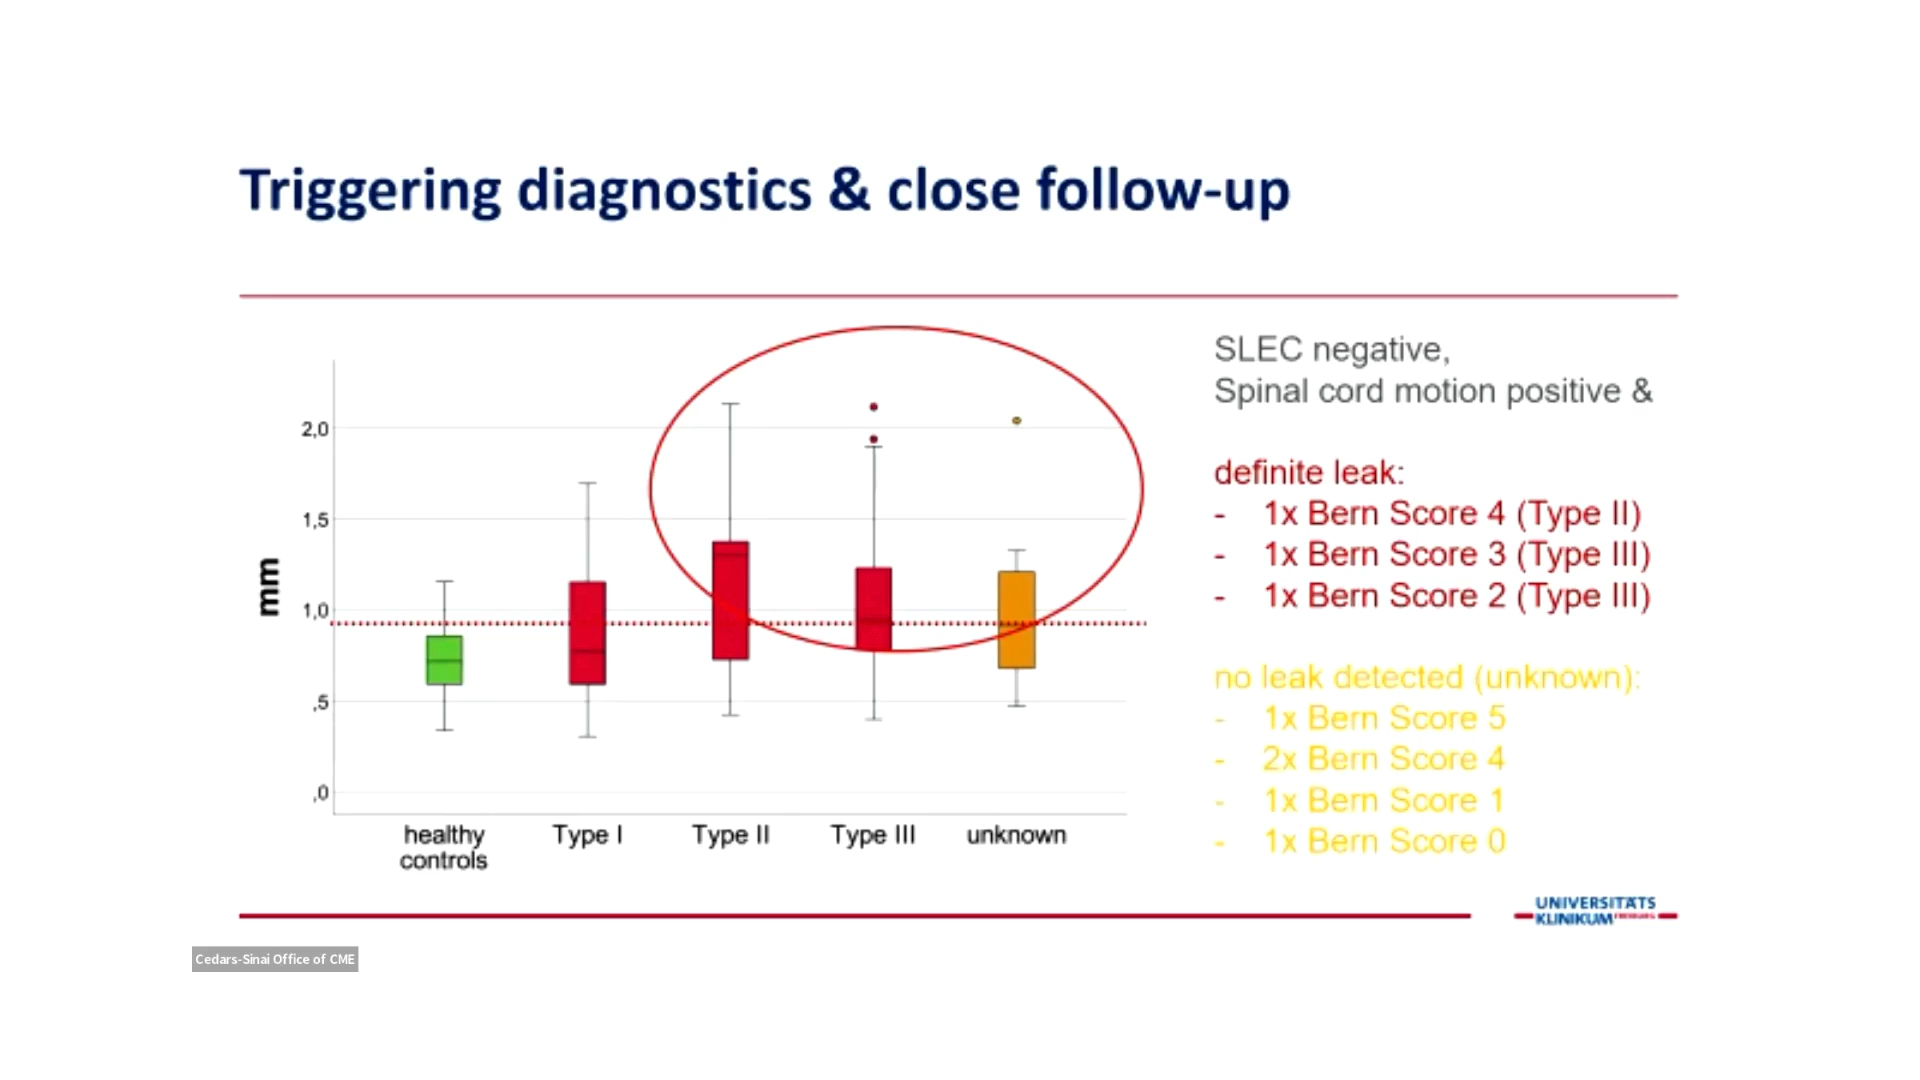 Triggering diagnostics & close follow-up
SLEC negative,
Spinal cord motion positive &
definite leak:
- 1x Bern Score 4 (Type II)
- 1x Bern Score 3 (Type III)
- 1x Bern Score 2 (Type III)
no leak detected (unknown):
- 1x Bern Score 5
- 2x Bern Score 4
- 1x Bern Score 1
- 1x Bern Score 0
mm
2,0
1,5
1,0
,5
,0
healthy
controls
Type I
Type II
Type III
unknown
UNIVERSITÄTS
KLINIKUM
Cedars-Sinai Office of CME